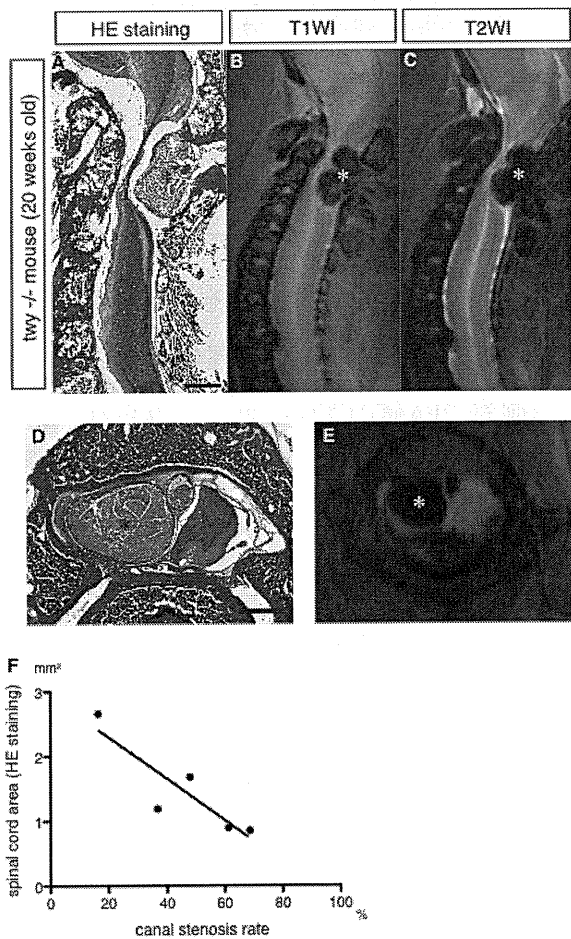 HE staining
T1WI
T2WI
twy -/- mouse (20 weeks old)
A
B
C
*
*
D
E
*
F
mm²
3
2
1
0
spinal cord area (HE staining)
0
20
40
60
80
100
%
canal stenosis rate